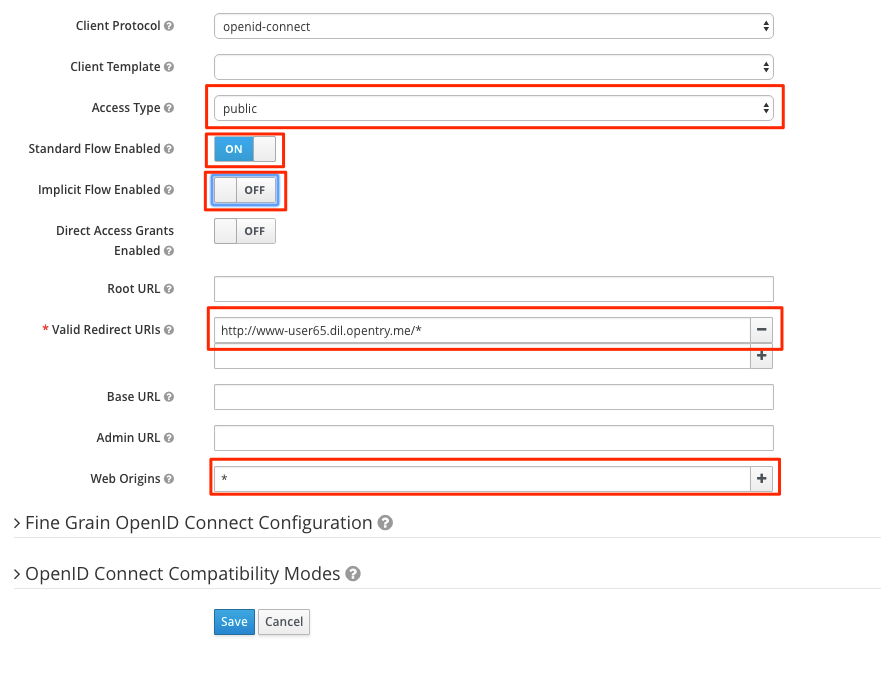 Client Protocol
openid-connect
Client Template
Access Type
public
Standard Flow Enabled
ON
Implicit Flow Enabled
OFF
Direct Access Grants
Enabled
OFF
Root URL
* Valid Redirect URIs
http://www-user65.dil.opentry.me/*
Base URL
Admin URL
Web Origins
*
Fine Grain OpenID Connect Configuration
OpenID Connect Compatibility Modes
Save Cancel